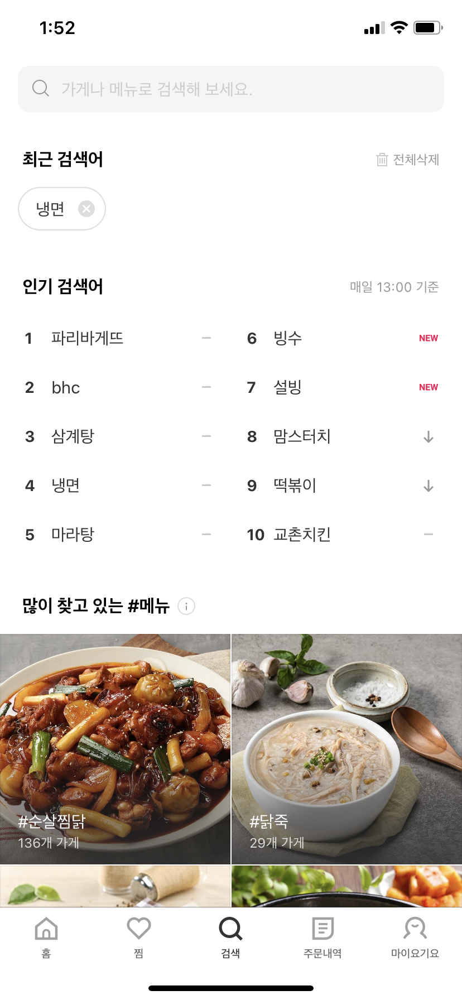 1:52
가게나 메뉴로 검색해 보세요.
최근 검색어
전체삭제
냉면
인기 검색어
매일 13:00 기준
1 파리바게뜨
2 bhc
3 삼계탕
4 냉면
5 마라탕
6 빙수 NEW
7 설빙 NEW
8 맘스터치
9 떡볶이
10 교촌치킨
많이 찾고 있는 #메뉴
#순살찜닭
136개 가게
#닭죽
29개 가게
홈
찜
검색
주문내역
마이요기요